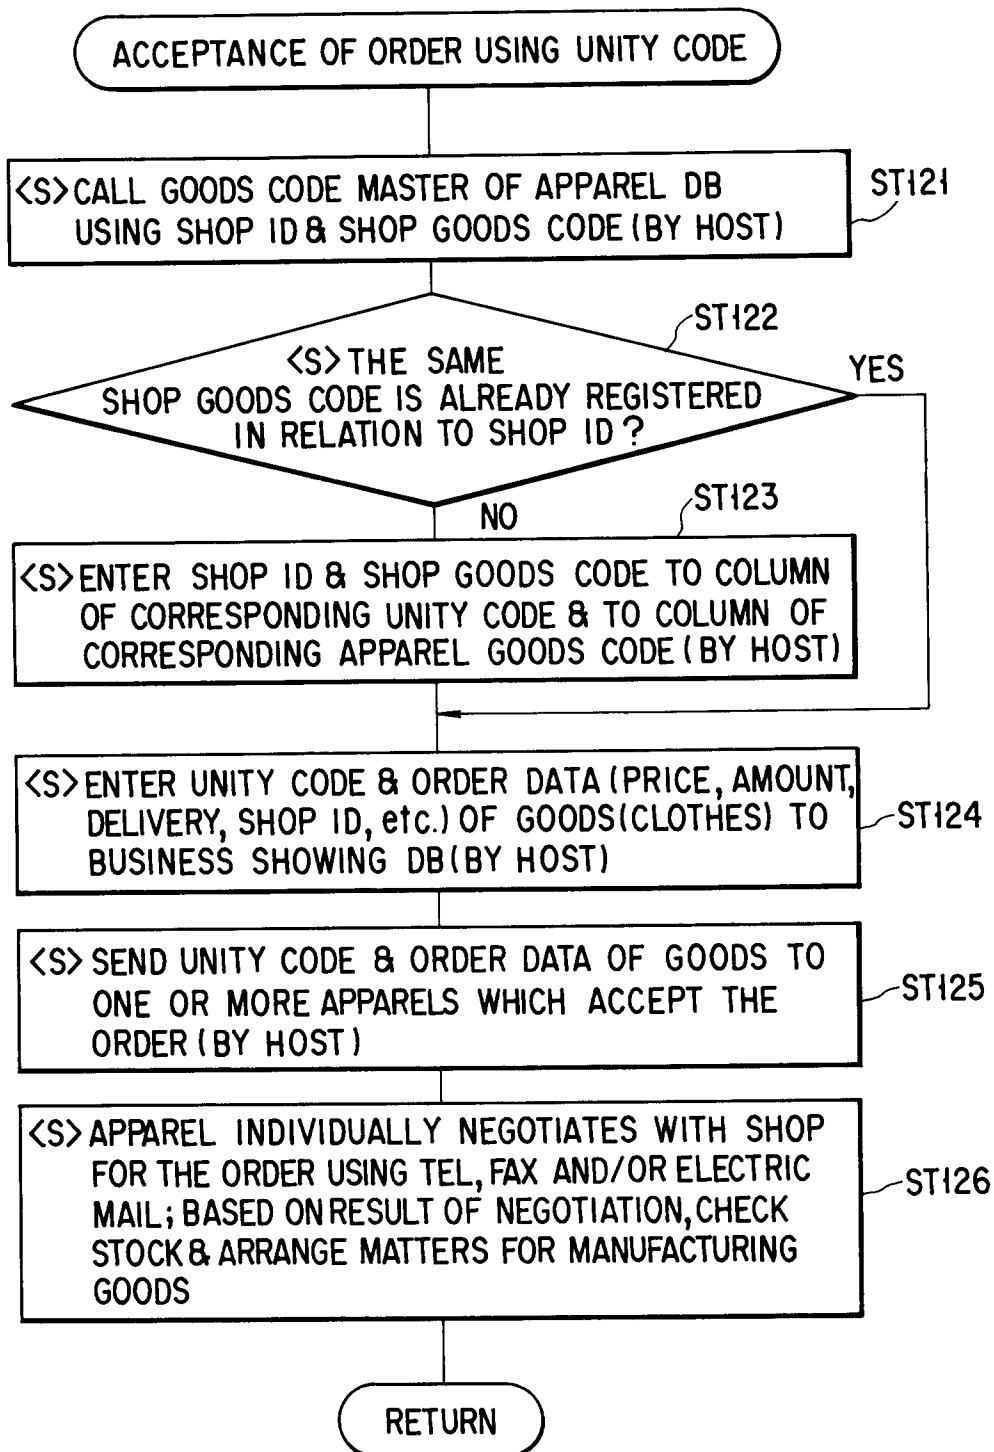 ACCEPTANCE OF ORDER USING UNITY CODE
<S> CALL GOODS CODE MASTER OF APPAREL DB
USING SHOP ID & SHOP GOODS CODE (BY HOST)
ST121
<S> THE SAME
SHOP GOODS CODE IS ALREADY REGISTERED
IN RELATION TO SHOP ID?
ST122
YES
NO
ST123
<S> ENTER SHOP ID & SHOP GOODS CODE TO COLUMN
OF CORRESPONDING UNITY CODE & TO COLUMN OF
CORRESPONDING APPAREL GOODS CODE (BY HOST)
<S> ENTER UNITY CODE & ORDER DATA (PRICE, AMOUNT,
DELIVERY, SHOP ID, etc.) OF GOODS (CLOTHES) TO
BUSINESS SHOWING DB (BY HOST)
ST124
<S> SEND UNITY CODE & ORDER DATA OF GOODS TO
ONE OR MORE APPARELS WHICH ACCEPT THE
ORDER (BY HOST)
ST125
<S> APPAREL INDIVIDUALLY NEGOTIATES WITH SHOP
FOR THE ORDER USING TEL, FAX AND/OR ELECTRIC
MAIL; BASED ON RESULT OF NEGOTIATION, CHECK
STOCK & ARRANGE MATTERS FOR MANUFACTURING
GOODS
ST126
RETURN